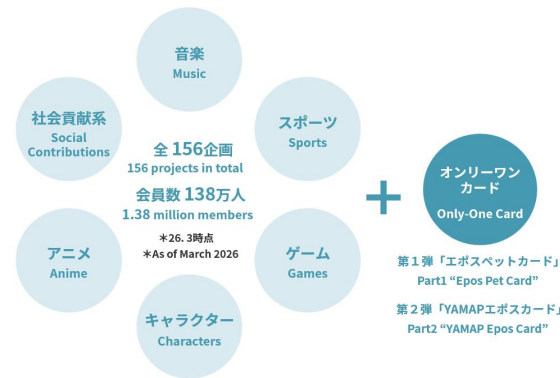 音楽
Music
社会貢献系
Social
Contributions
スポーツ
Sports
全 156企画
156 projects in total
会員数 138万人
1.38 million members
＊26. 3時点
＊As of March 2026
アニメ
Anime
ゲーム
Games
キャラクター
Characters
+
オンリーワン
カード
Only-One Card
第１弾「エポスペットカード」
Part1 “Epos Pet Card”
第２弾「YAMAPエポスカード」
Part2 “YAMAP Epos Card”